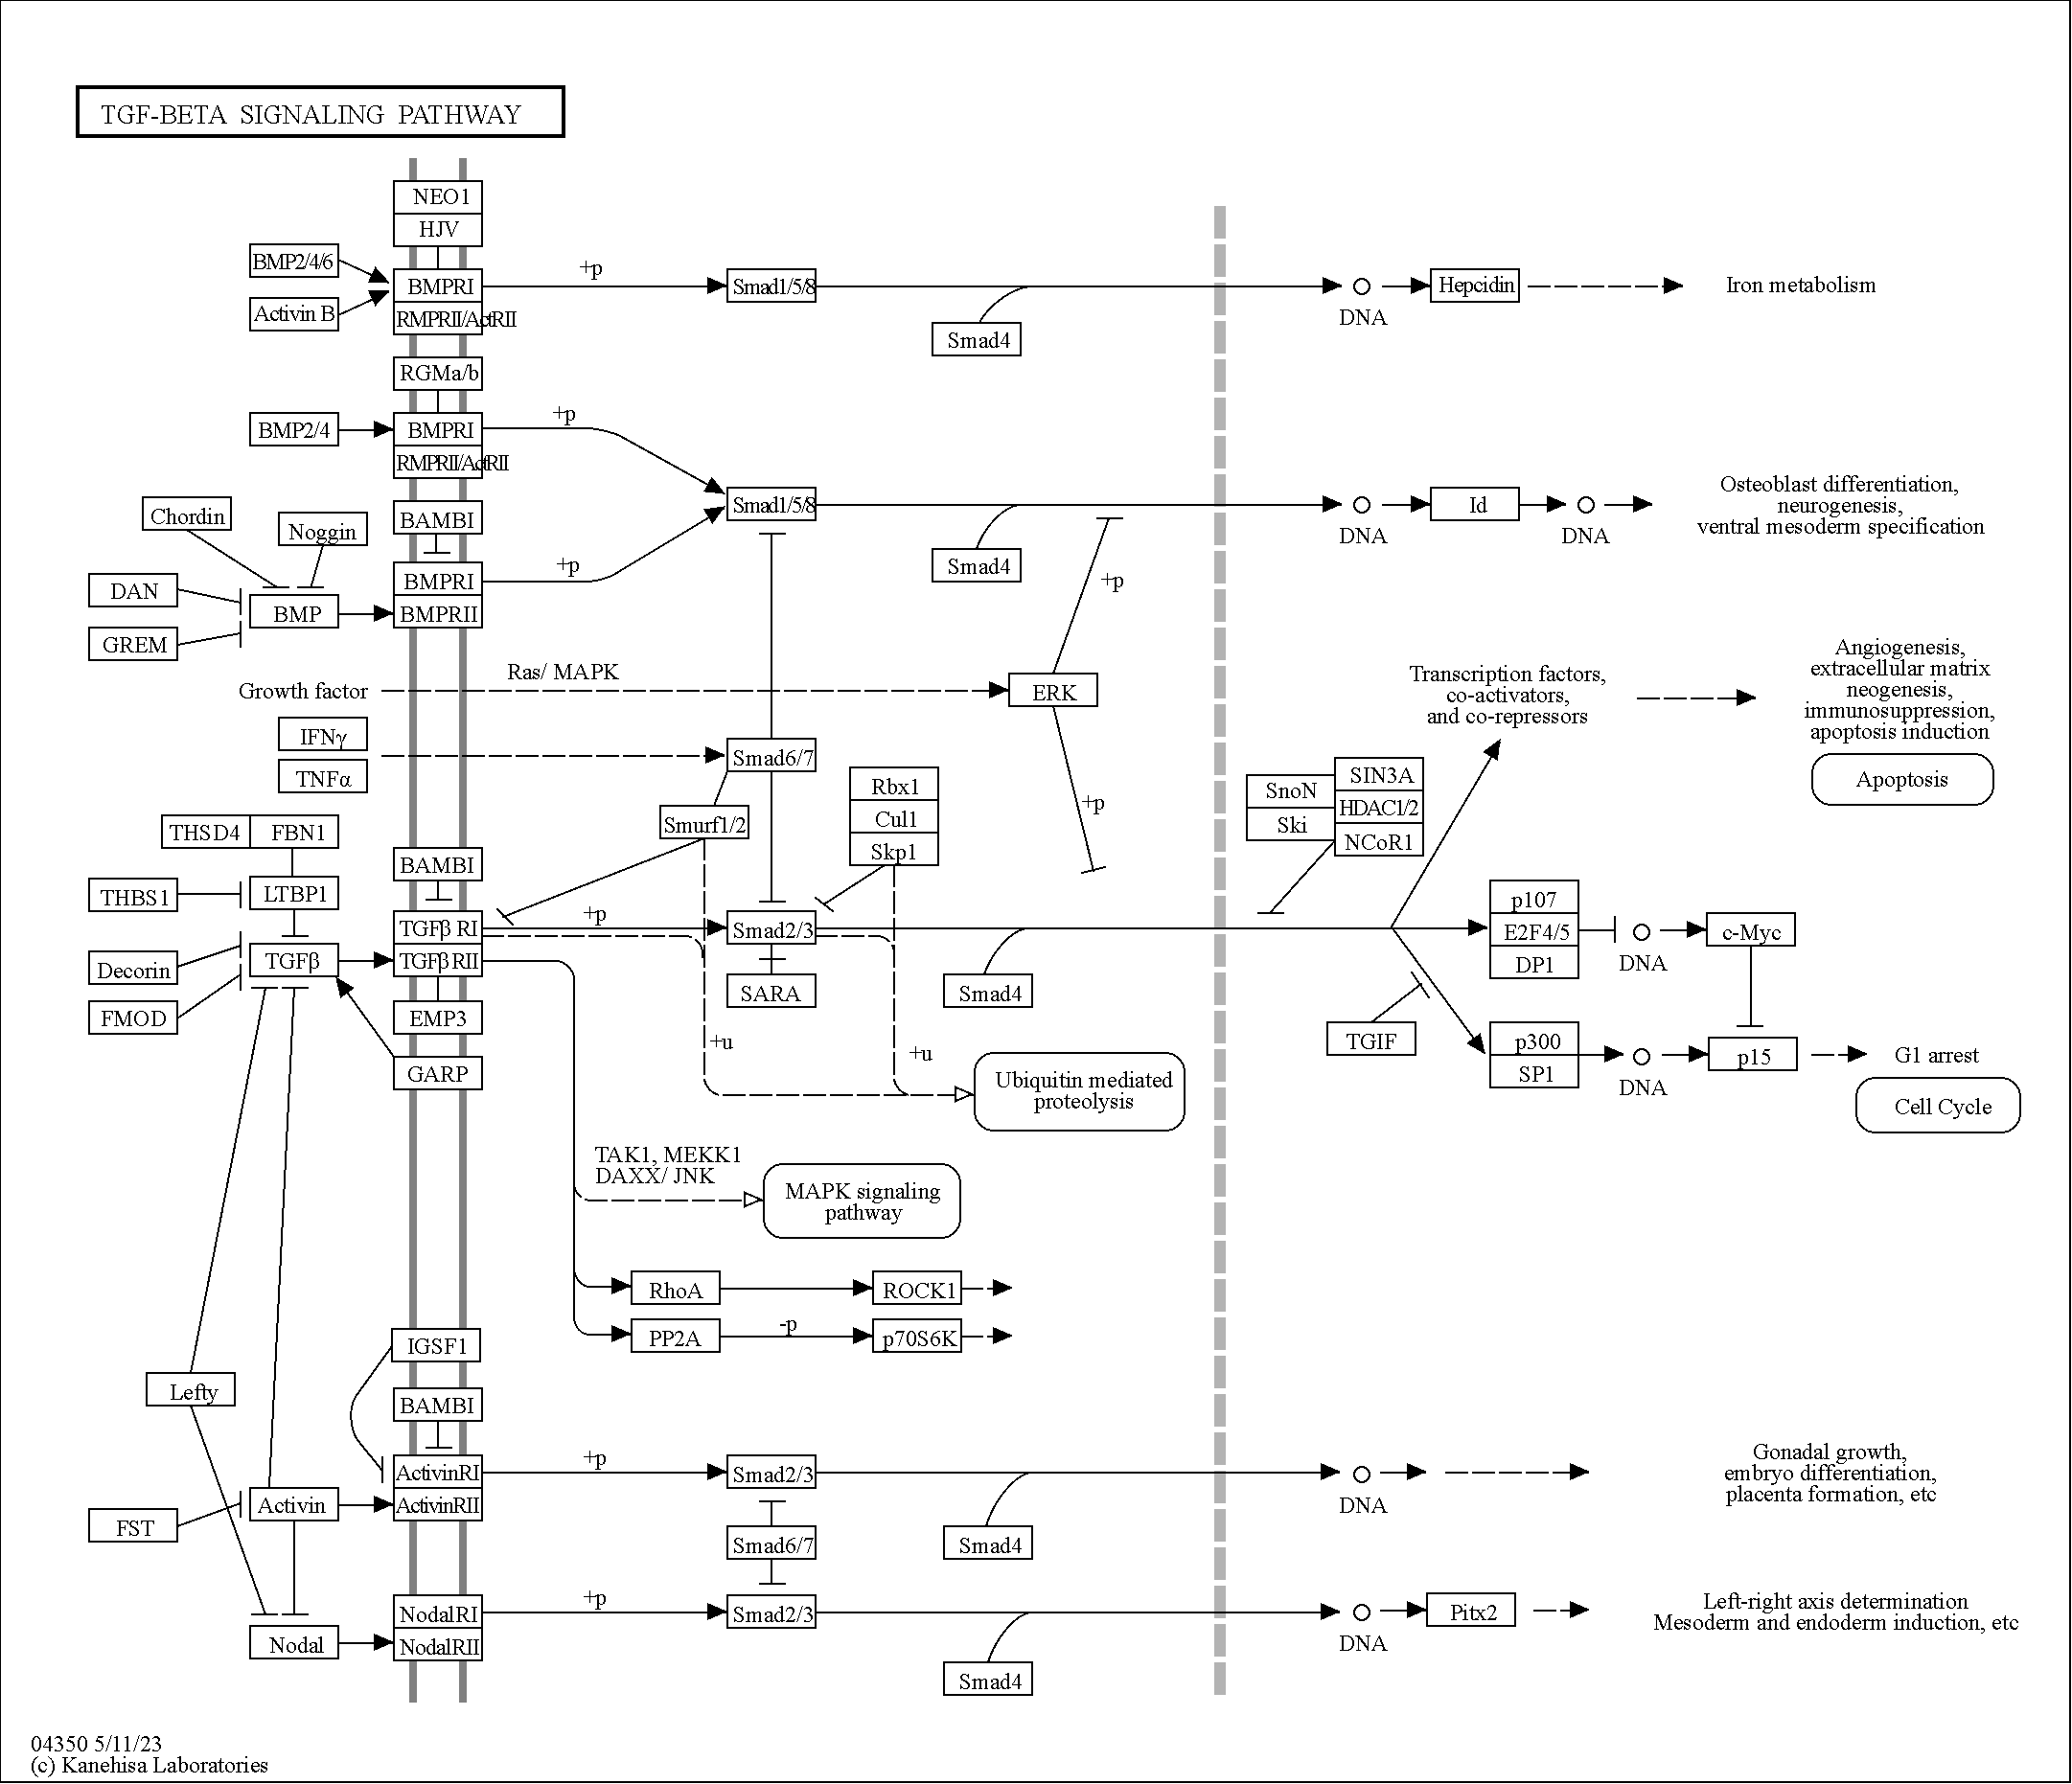 TGF-BETA SIGNALING PATHWAY
NEO1
HJV
BMP2/4/6
Activin B
BMPRI
RMPRII/ActRII
+p
Smad1/5/8
Smad4
DNA
Hepcidin
Iron metabolism
RGMa/b
BMP2/4
BMPRI
RMPRII/ActRII
+p
Smad1/5/8
Smad4
DNA
Id
DNA
Osteoblast differentiation,
neurogenesis,
ventral mesoderm specification
Chordin
Noggin
DAN
GREM
BMP
BAMBI
BMPRI
BMPRII
+p
+p
Growth factor
Ras/ MAPK
ERK
IFNγ
TNFα
Smad6/7
Smurf1/2
Rbx1
Cul1
Skp1
+p
SnoN
Ski
SIN3A
HDAC1/2
NCoR1
Transcription factors,
co-activators,
and co-repressors
Angiogenesis,
extracellular matrix
neogenesis,
immunosuppression,
apoptosis induction
Apoptosis
THSD4
FBN1
THBS1
LTBP1
Decorin
FMOD
TGFβ
BAMBI
TGFβ RI
TGFβ RII
EMP3
GARP
+p
Smad2/3
SARA
Smad4
+u
+u
Ubiquitin mediated
proteolysis
TGIF
p107
E2F4/5
DP1
DNA
c-Myc
p300
SP1
DNA
p15
G1 arrest
Cell Cycle
TAK1, MEKK1
DAXX/ JNK
MAPK signaling
pathway
RhoA
ROCK1
PP2A
-p
p70S6K
Lefty
IGSF1
BAMBI
FST
Activin
ActivinRI
ActivinRII
+p
Smad2/3
Smad4
DNA
Gonadal growth,
embryo differentiation,
placenta formation, etc
Smad6/7
Nodal
NodalRI
NodalRII
+p
Smad2/3
Smad4
DNA
Pitx2
Left-right axis determination
Mesoderm and endoderm induction, etc
04350 5/11/23
(c) Kanehisa Laboratories